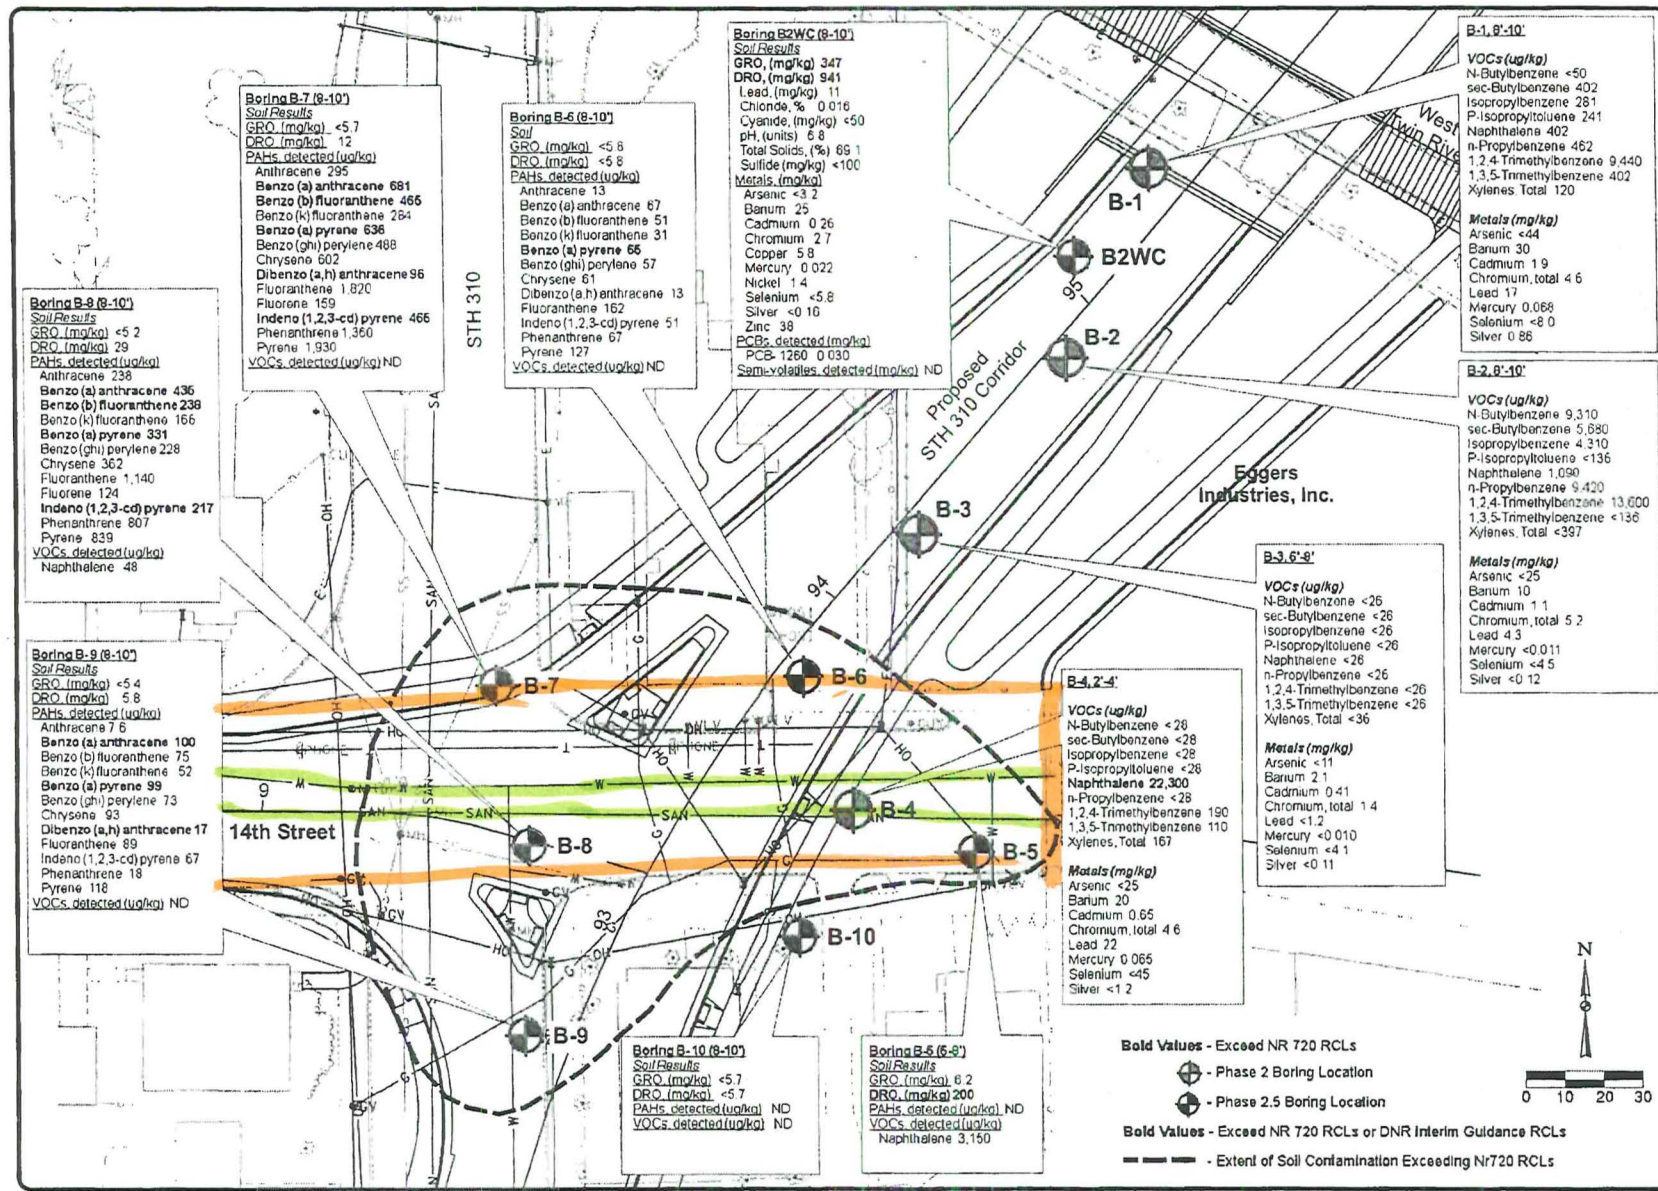 Boring B-7 (8-10')
Soil Results
GRO, (mg/kg) <5.7
DRO, (mg/kg) 12
PAHs, detected (ug/kg)
Anthracene 295
Benzo (a) anthracene 681
Benzo (b) fluoranthene 465
Benzo (k) fluoranthene 284
Benzo (a) pyrene 636
Benzo (ghi) perylene 488
Chrysene 602
Dibenzo (a,h) anthracene 96
Fluoranthene 1,820
Fluorene 159
Indeno (1,2,3-cd) pyrene 465
Phenanthrene 1,360
Pyrene 1,930
VOCs, detected (ug/kg) ND
Boring B-6 (8-10')
Soil
GRO, (mg/kg) <5.8
DRO, (mg/kg) <5.8
PAHs, detected (ug/kg)
Anthracene 13
Benzo (a) anthracene 67
Benzo (b) fluoranthene 51
Benzo (k) fluoranthene 31
Benzo (a) pyrene 65
Benzo (ghi) perylene 57
Chrysene 61
Dibenzo (a,h) anthracene 13
Fluoranthene 162
Indeno (1,2,3-cd) pyrene 51
Phenanthrene 67
Pyrene 127
VOCs, detected (ug/kg) ND
Boring B2WC (8-10')
Soil Results
GRO, (mg/kg) 347
DRO, (mg/kg) 941
Lead, (mg/kg) 11
Chloride, % 0.016
Cyanide, (mg/kg) <50
pH, (units) 6.8
Total Solids, (%) 69.1
Sulfide (mg/kg) <100
Metals, (mg/kg)
Arsenic <3.2
Barium 25
Cadmium 0.26
Chromium 2.7
Copper 5.8
Mercury 0.022
Nickel 1.4
Selenium <5.8
Silver <0.16
Zinc 38
PCBs, detected (mg/kg)
PCB-1260 0.030
Semi-volatiles, detected (mg/kg) ND
B-1, 8'-10'
VOCs (ug/kg)
N-Butylbenzene <50
sec-Butylbenzene 402
Isopropylbenzene 281
P-Isopropyltoluene 241
Naphthalene 402
n-Propylbenzene 462
1,2,4-Trimethylbenzene 9,440
1,3,5-Trimethylbenzene 402
Xylenes, Total 120
Metals (mg/kg)
Arsenic <44
Barium 30
Cadmium 1.9
Chromium, total 4.6
Lead 17
Mercury 0.068
Selenium <8.0
Silver 0.86
B-2, 8'-10'
VOCs (ug/kg)
N-Butylbenzene 9,310
sec-Butylbenzene 5,680
Isopropylbenzene 4,310
P-Isopropyltoluene <136
Naphthalene 1,090
n-Propylbenzene 9,420
1,2,4-Trimethylbenzene 13,600
1,3,5-Trimethylbenzene <136
Xylenes, Total <397
Metals (mg/kg)
Arsenic <25
Barium 10
Cadmium 1.1
Chromium, total 5.2
Lead 4.3
Mercury <0.011
Selenium <4.5
Silver <0.12
Boring B-8 (8-10')
Soil Results
GRO, (mg/kg) <5.2
DRO, (mg/kg) 29
PAHs, detected (ug/kg)
Anthracene 238
Benzo (a) anthracene 435
Benzo (b) fluoranthene 238
Benzo (k) fluoranthene 166
Benzo (a) pyrene 331
Benzo (ghi) perylene 228
Chrysene 362
Fluoranthene 1,140
Fluorene 124
Indeno (1,2,3-cd) pyrene 217
Phenanthrene 807
Pyrene 839
VOCs, detected (ug/kg)
Naphthalene 48
Boring B-9 (8-10')
Soil Results
GRO, (mg/kg) <5.4
DRO, (mg/kg) 5.8
PAHs, detected (ug/kg)
Anthracene 7.6
Benzo (a) anthracene 100
Benzo (b) fluoranthene 75
Benzo (k) fluoranthene 52
Benzo (a) pyrene 99
Benzo (ghi) perylene 73
Chrysene 93
Dibenzo (a,h) anthracene 17
Fluoranthene 89
Indeno (1,2,3-cd) pyrene 67
Phenanthrene 18
Pyrene 118
VOCs, detected (ug/kg) ND
B-3, 6'-8'
VOCs (ug/kg)
N-Butylbenzene <26
sec-Butylbenzene <26
Isopropylbenzene <26
P-Isopropyltoluene <26
Naphthalene <26
n-Propylbenzene <26
1,2,4-Trimethylbenzene <26
1,3,5-Trimethylbenzene <26
Xylenes, Total <36
Metals (mg/kg)
Arsenic <11
Barium 2.1
Cadmium 0.41
Chromium, total 1.4
Lead <1.2
Mercury <0.010
Selenium <4.1
Silver <0.11
B-4, 2'-4'
VOCs (ug/kg)
N-Butylbenzene <28
sec-Butylbenzene <28
Isopropylbenzene <28
P-Isopropyltoluene <28
Naphthalene 22,300
n-Propylbenzene <28
1,2,4-Trimethylbenzene 190
1,3,5-Trimethylbenzene 110
Xylenes, Total 167
Metals (mg/kg)
Arsenic <25
Barium 20
Cadmium 0.65
Chromium, total 4.6
Lead 22
Mercury 0.065
Selenium <45
Silver <1.2
Boring B-10 (8-10')
Soil Results
GRO, (mg/kg) <5.7
DRO, (mg/kg) <5.7
PAHs, detected (ug/kg) ND
VOCs, detected (ug/kg) ND
Boring B-5 (6-8')
Soil Results
GRO, (mg/kg) 6.2
DRO, (mg/kg) 200
PAHs, detected (ug/kg) ND
VOCs, detected (ug/kg)
Naphthalene 3,150
West
Twin River
STH 310
Proposed
STH 310 Corridor
Eggers
Industries, Inc.
14th Street
B-1
B2WC
B-2
B-3
B-6
B-7
B-4
B-5
B-8
B-10
B-9
95
94
93
9
N
Bold Values - Exceed NR 720 RCLs
- Phase 2 Boring Location
- Phase 2.5 Boring Location
Bold Values - Exceed NR 720 RCLs or DNR Interim Guidance RCLs
- Extent of Soil Contamination Exceeding Nr720 RCLs
0 10 20 30